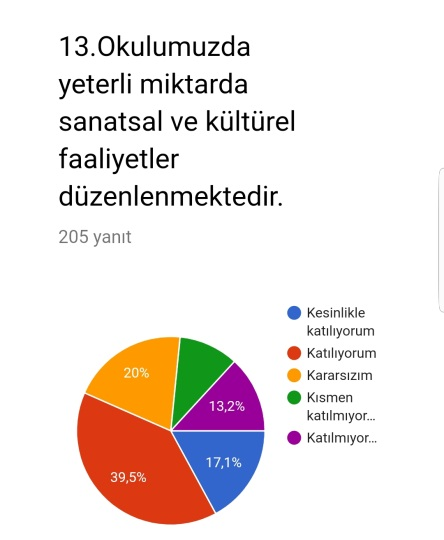 13.Okulumuzda
yeterli miktarda
sanatsal ve kültürel
faaliyetler
düzenlenmektedir.
205 yanıt
Kesinlikle
katılıyorum
Katılıyorum
Kararsızım
Kısmen
katılmıyor...
Katılmıyor...
20%
13,2%
17,1%
39,5%